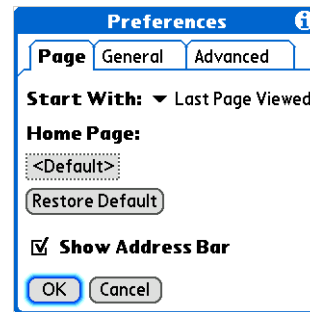 Preferences
Page General Advanced
Start With: Last Page Viewed
Home Page:
<Default>
Restore Default
Show Address Bar
OK Cancel